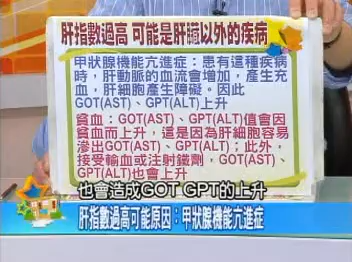 肝指數過高 可能是肝臟以外的疾病
甲狀腺機能亢進症：患有這種疾病
時，肝動脈的血流會增加，產生充
血，肝細胞產生障礙。因此
GOT(AST)、GPT(ALT)上升
貧血：GOT(AST)、GPT(ALT)值會因
貧血而上升，這是因為肝細胞容易
滲出GOT(AST)、GPT(ALT)；此外，
接受輸血或注射鐵劑，GOT(AST)、
GPT(ALT)也會上升
也會造成GOT GPT的上升
肝指數過高可能原因：甲狀腺機能亢進症